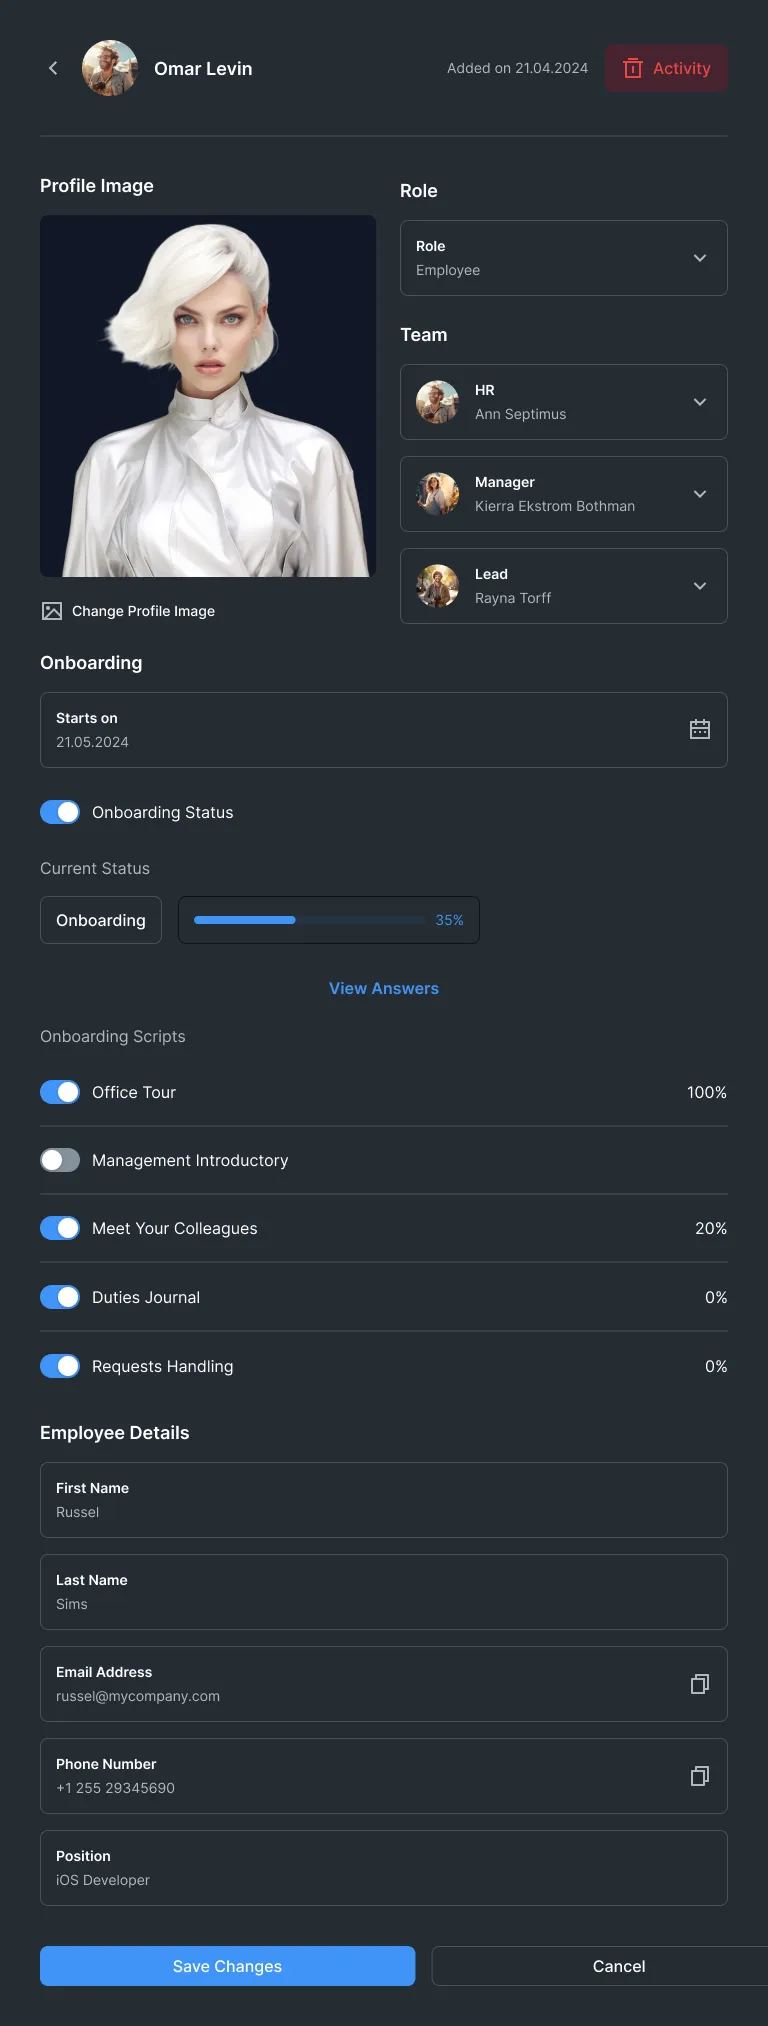 Omar Levin
Added on 21.04.2024
Activity
Profile Image
Change Profile Image
Role
Role
Employee
Team
HR
Ann Septimus
Manager
Kierra Ekstrom Bothman
Lead
Rayna Torff
Onboarding
Starts on
21.05.2024
Onboarding Status
Current Status
Onboarding
35%
View Answers
Onboarding Scripts
Office Tour 100%
Management Introductory
Meet Your Colleagues 20%
Duties Journal 0%
Requests Handling 0%
Employee Details
First Name
Russel
Last Name
Sims
Email Address
russel@mycompany.com
Phone Number
+1 255 29345690
Position
iOS Developer
Save Changes
Cancel